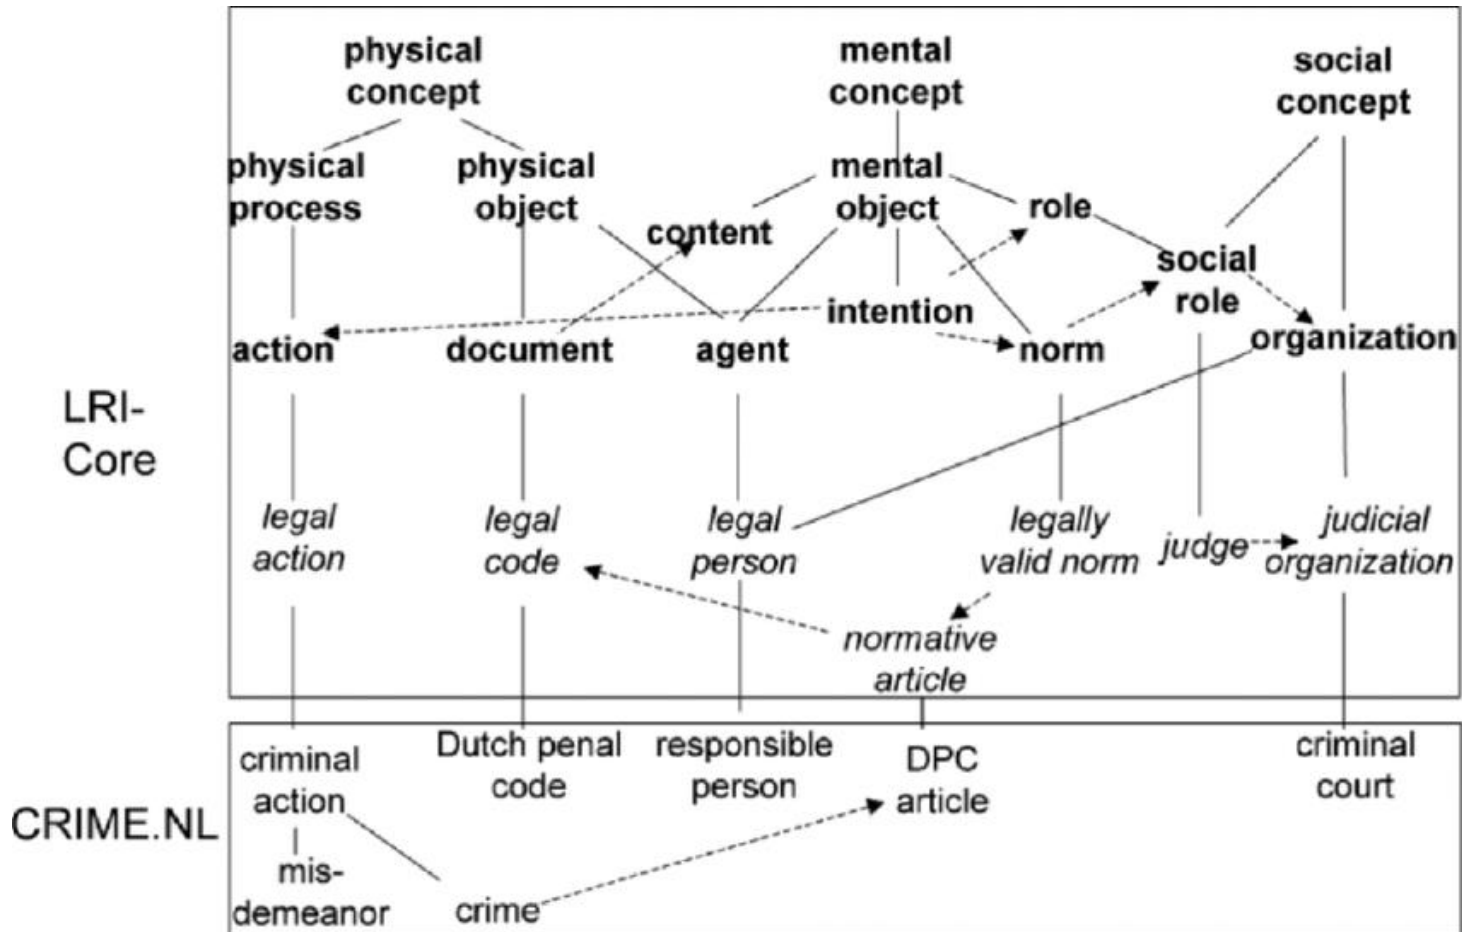 physical
concept
mental
concept
social
concept
physical
process
physical
object
mental
object
content
role
social
role
intention
action
document
agent
norm
organization
LRI-
Core
legal
action
legal
code
legal
person
legally
valid norm
judge
judicial
organization
normative
article
CRIME.NL
criminal
action
Dutch penal
code
responsible
person
DPC
article
criminal
court
mis-
demeanor
crime